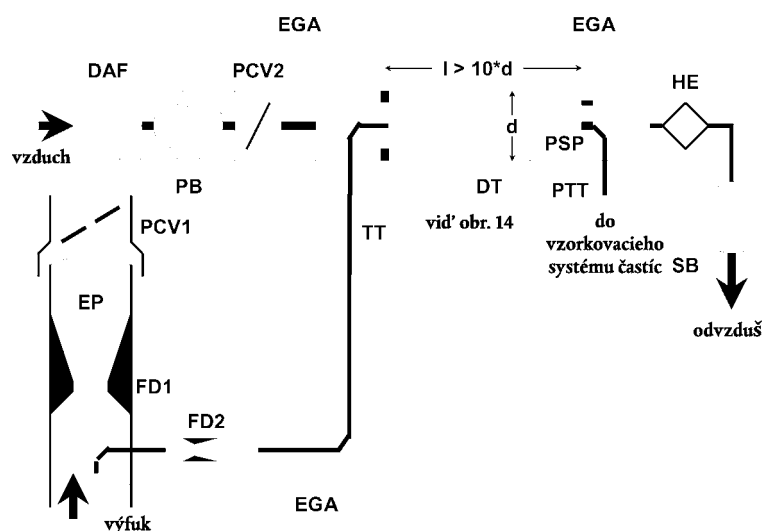 EGA
EGA
DAF
PCV2
l > 10*d
HE
d
vzduch
PSP
PB
DT
PTT
PCV1
TT
viď obr. 14
do
vzorkovacieho
systému častíc
SB
EP
odvzduš
FD1
FD2
EGA
výfuk